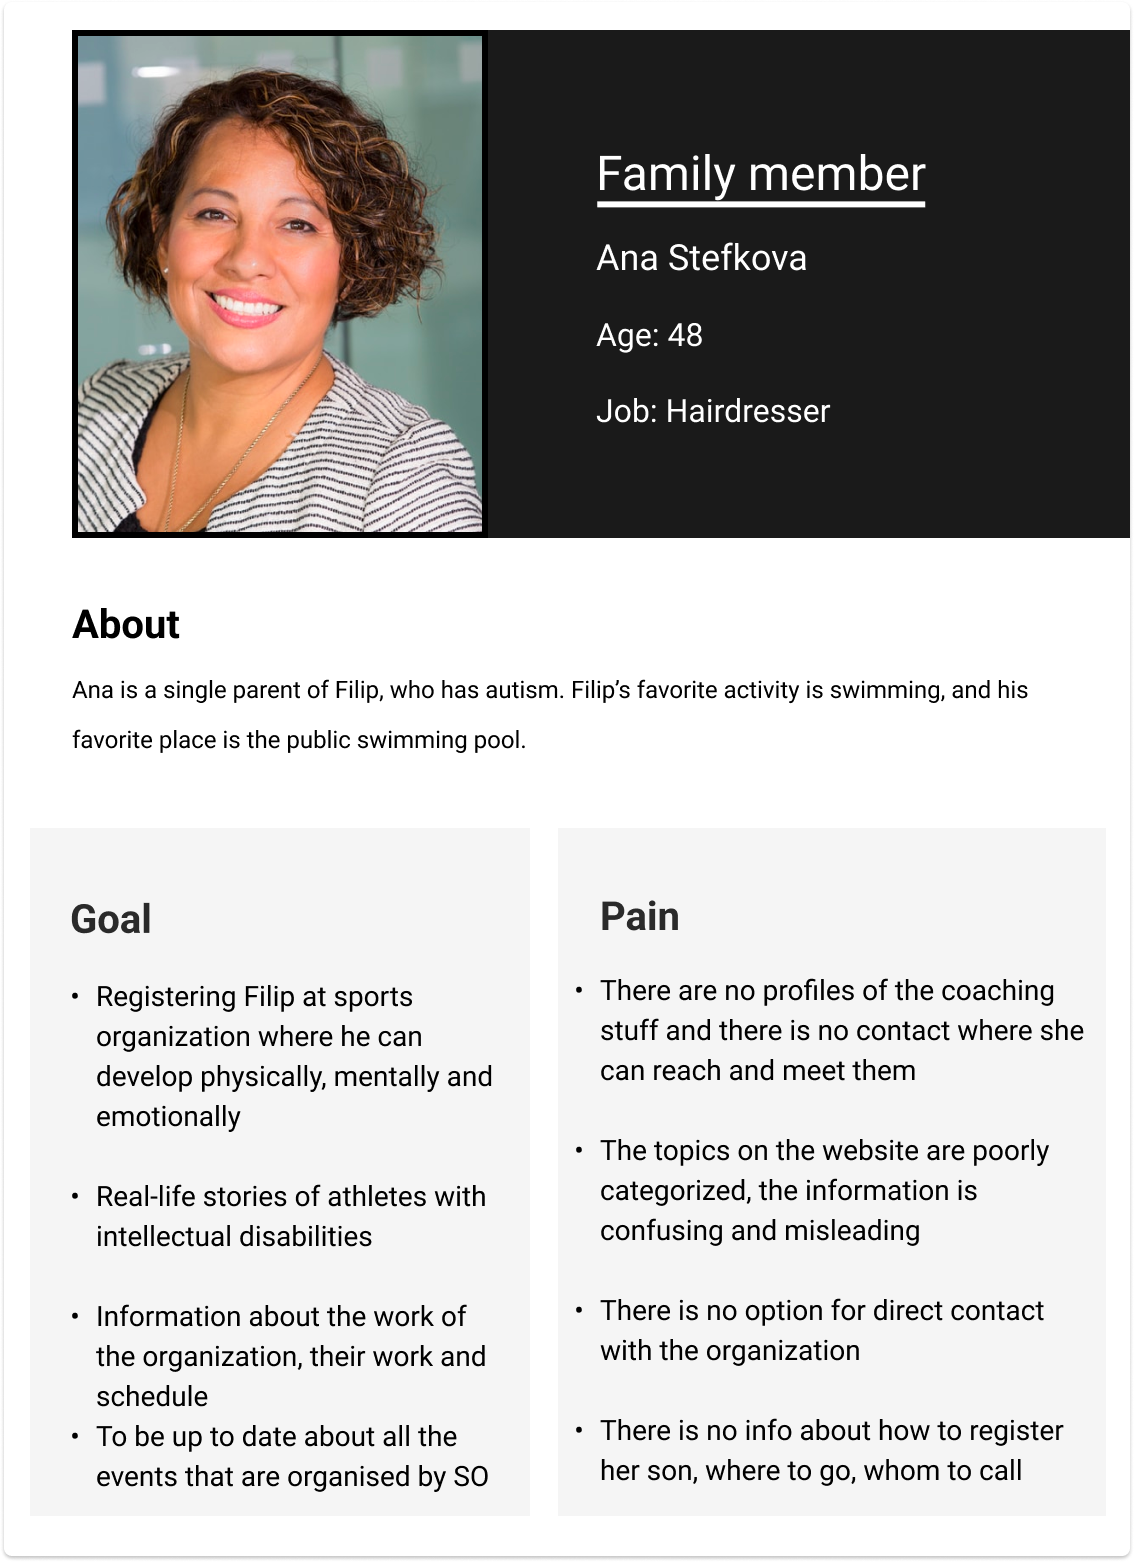 Family member
Ana Stefkova
Age: 48
Job: Hairdresser
About
Ana is a single parent of Filip, who has autism. Filip’s favorite activity is swimming, and his
favorite place is the public swimming pool.
Goal
• Registering Filip at sports
organization where he can
develop physically, mentally and
emotionally
• Real-life stories of athletes with
intellectual disabilities
• Information about the work of
the organization, their work and
schedule
• To be up to date about all the
events that are organised by SO
Pain
• There are no profiles of the coaching
stuff and there is no contact where she
can reach and meet them
• The topics on the website are poorly
categorized, the information is
confusing and misleading
• There is no option for direct contact
with the organization
• There is no info about how to register
her son, where to go, whom to call